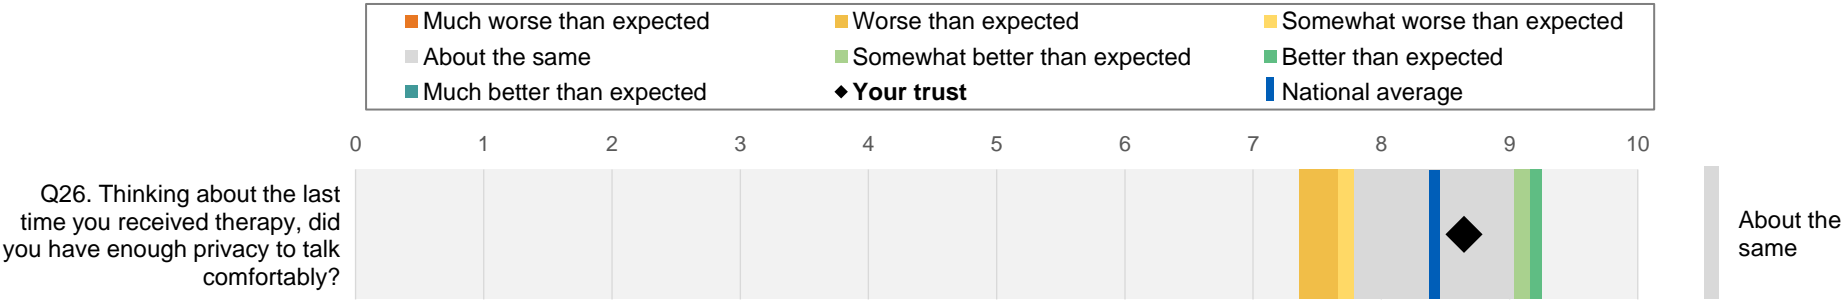 Much worse than expected
Worse than expected
Somewhat worse than expected
About the same
Somewhat better than expected
Better than expected
Much better than expected
Your trust
National average
0 1 2 3 4 5 6 7 8 9 10
Q26. Thinking about the last
time you received therapy, did
you have enough privacy to talk
comfortably?
About the
same